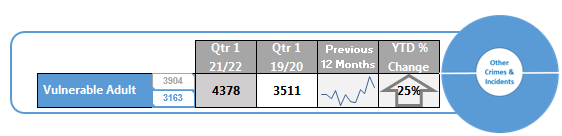 Qtr 1 21/22
Qtr 1 19/20
Previous 12 Months
YTD % Change
Vulnerable Adult
3904
3163
4378
3511
25%
Other
Crimes &
Incidents